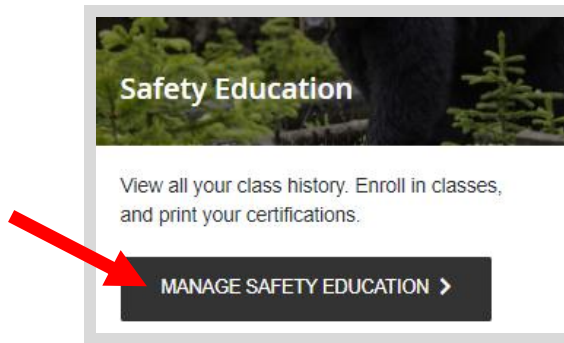 Safety Education
View all your class history. Enroll in classes,
and print your certifications.
MANAGE SAFETY EDUCATION >